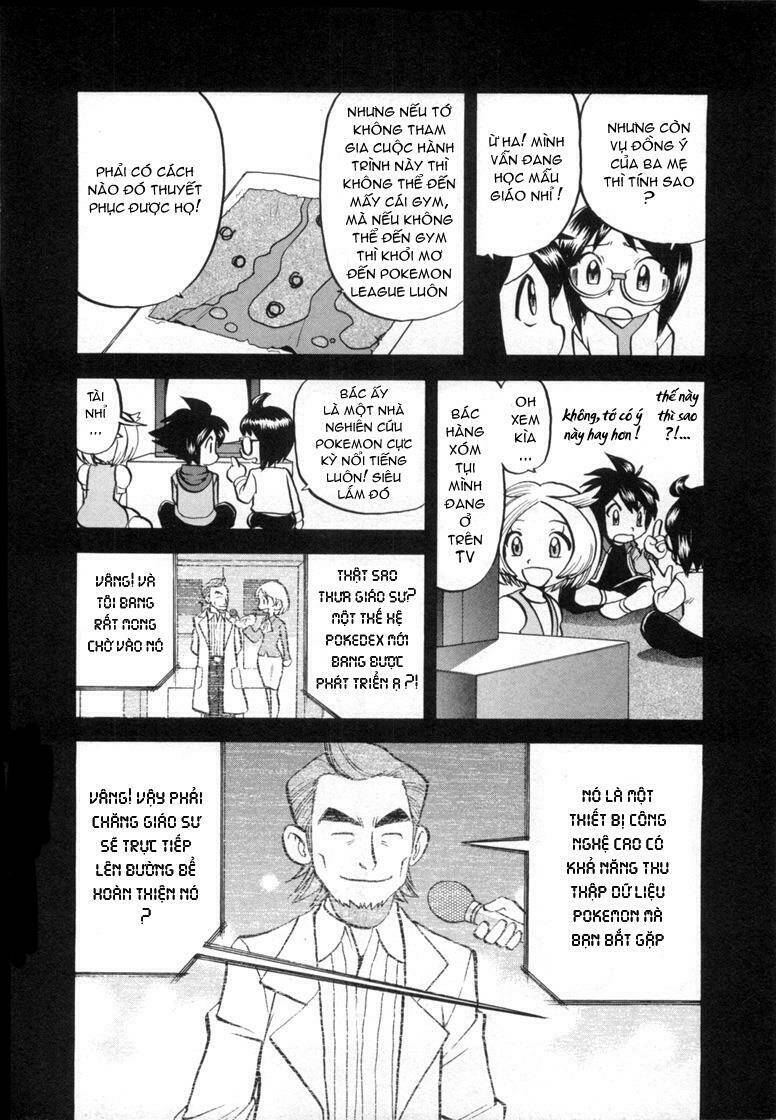 NHƯNG CÒN
VỤ ĐỒNG Ý
CỦA BA MẸ
THÌ TÍNH SAO
?
Ừ HA! MÌNH
VẪN ĐANG
HỌC MẪU
GIÁO NHỈ !
NHƯNG NẾU TỚ
KHÔNG THAM
GIA CUỘC HÀNH
TRÌNH NÀY THÌ
KHÔNG THỂ ĐẾN
MẤY CÁI GYM,
MÀ NẾU KHÔNG
THỂ ĐẾN GYM
THÌ KHỎI MƠ
ĐẾN POKEMON
LEAGUE LUÔN
PHẢI CÓ CÁCH
NÀO ĐÓ THUYẾT
PHỤC ĐƯỢC HỌ!
thế này
thì sao
?!...
không, tớ có ý
này hay hơn !
OH
XEM
KÌA
...
BÁC
HÀNG
XÓM
TỤI
MÌNH
ĐANG
Ở
TRÊN
TV
BÁC ẤY
LÀ MỘT NHÀ
NGHIÊN CỨU
POKEMON CỰC
KỲ NỔI TIẾNG
LUÔN! SIÊU
LẮM ĐÓ
TÀI
NHỈ
...
THẬT SAO
THƯA GIÁO SƯ?
MỘT THẾ HỆ
POKEDEX MỚI
BANG BƯỢC
PHÁT TRIỂN Ạ ?!
VÂNG! VÀ
TÔI BANG
RẤT MONG
CHỜ VÀO NÓ
NÓ LÀ MỘT
THIẾT BỊ CÔNG
NGHỆ CAO CÓ
KHẢ NĂNG THU
THẬP DỮ LIỆU
POKEMON MÀ
BẠN BẮT GẶP
VÂNG! VẬY PHẢI
CHĂNG GIÁO SƯ
SẼ TRỰC TIẾP
LÊN BƯỜNG BỂ
HOÀN THIỆN NÓ
?